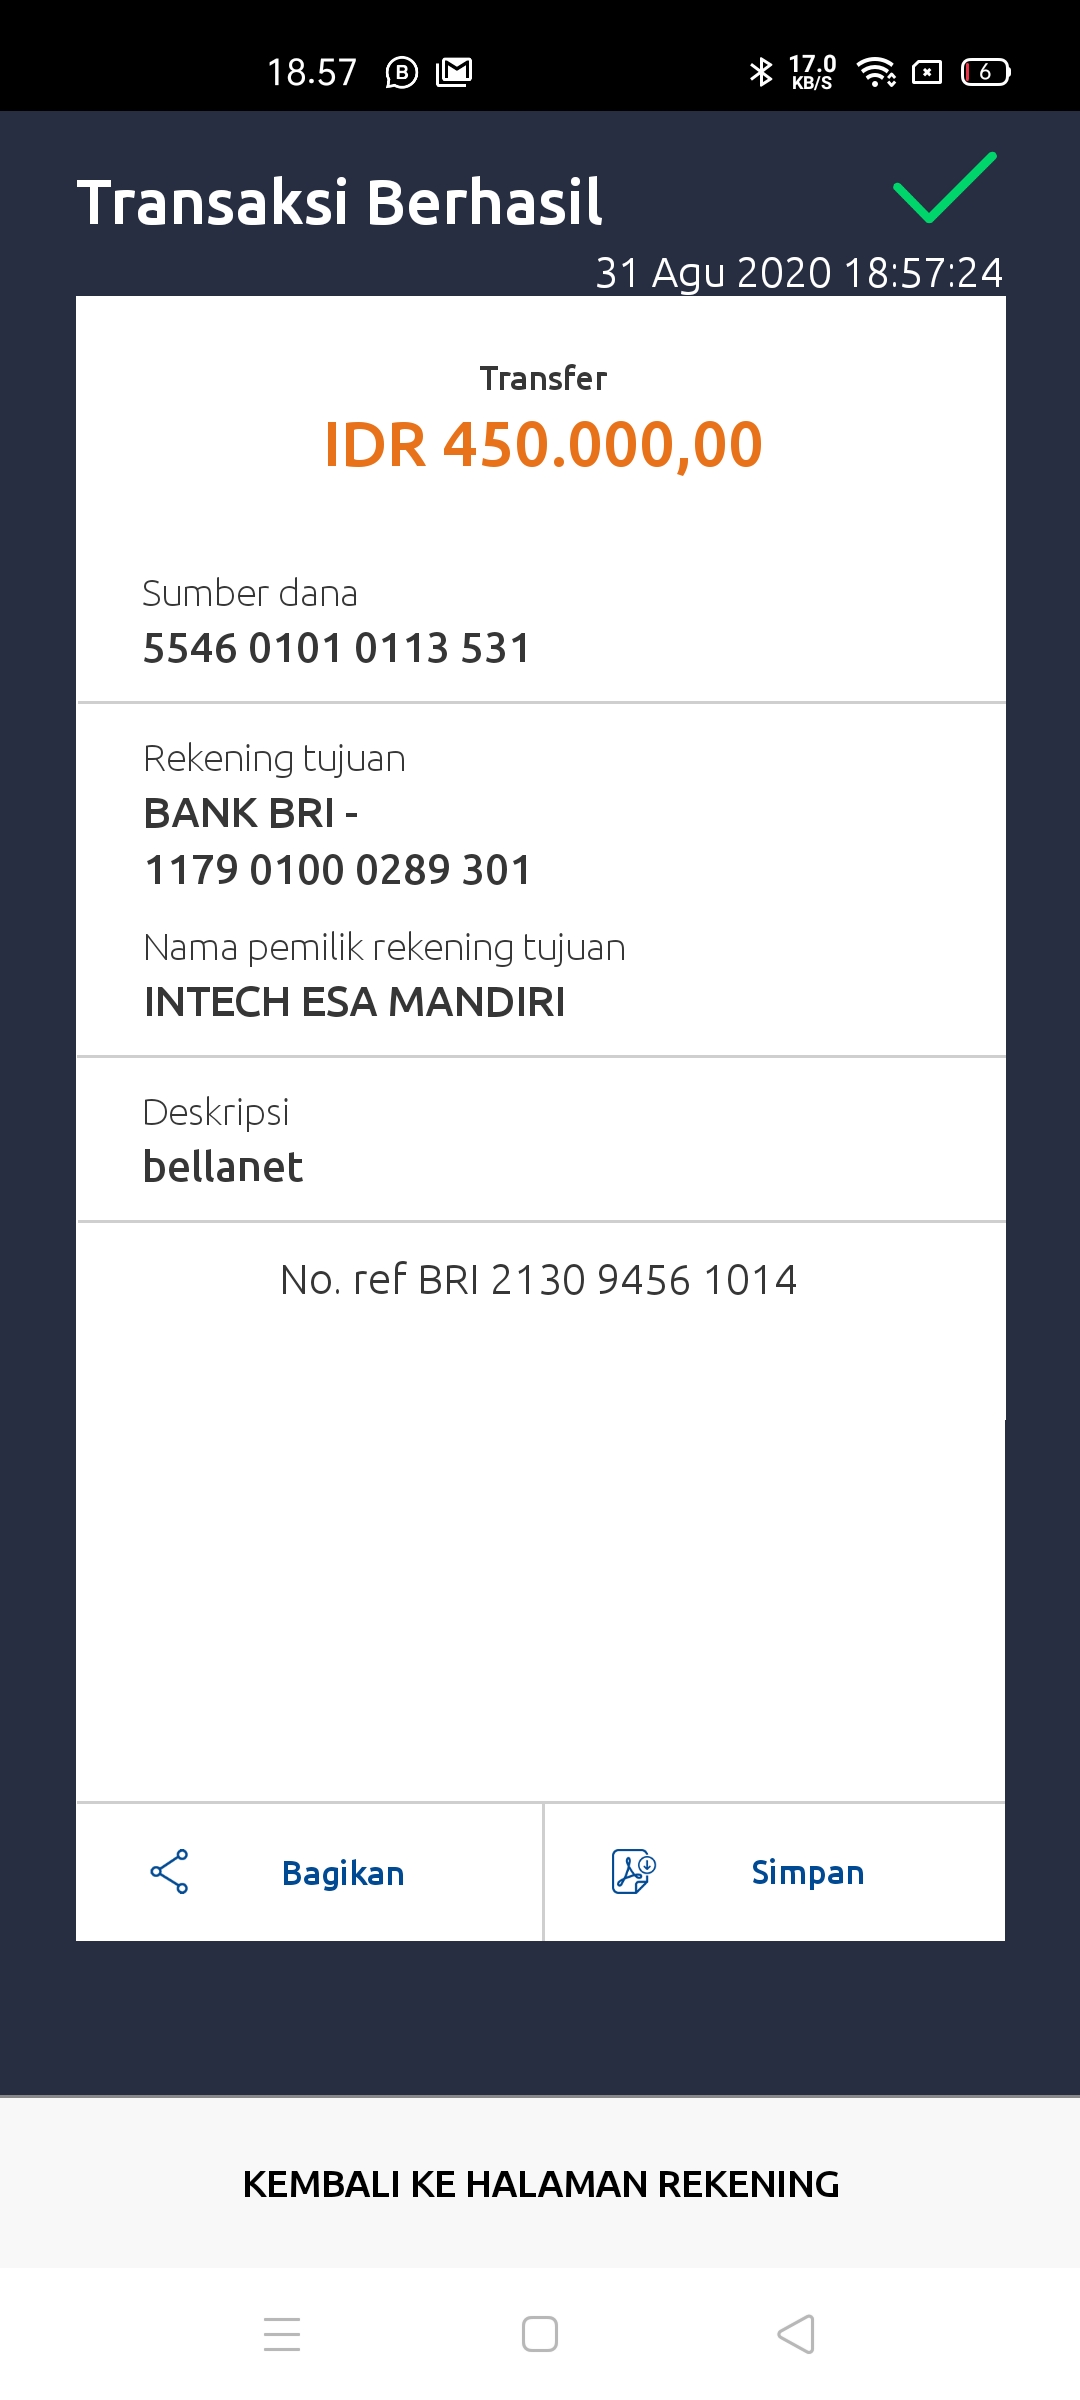 18.57
17.0
KB/S
6
Transaksi Berhasil
31 Agu 2020 18:57:24
Transfer
IDR 450.000,00
Sumber dana
5546 0101 0113 531
Rekening tujuan
BANK BRI -
1179 0100 0289 301
Nama pemilik rekening tujuan
INTECH ESA MANDIRI
Deskripsi
bellanet
No. ref BRI 2130 9456 1014
Bagikan
Simpan
KEMBALI KE HALAMAN REKENING